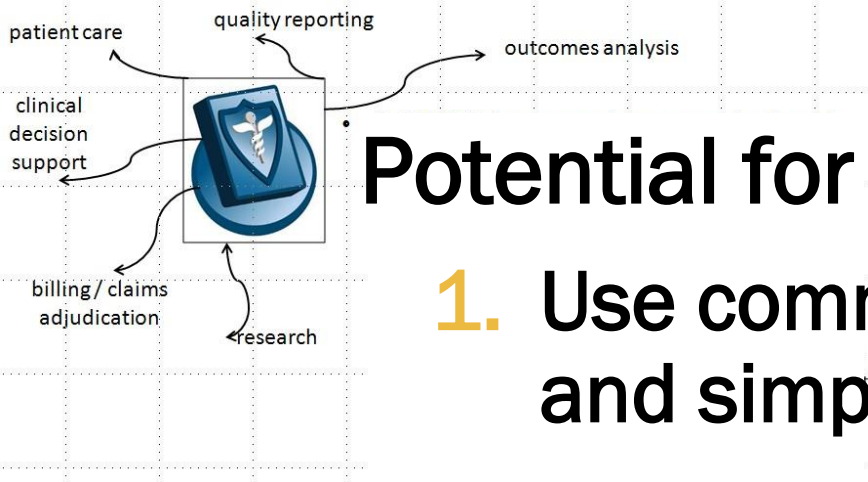 quality reporting
patient care
outcomes analysis
clinical
decision
support
billing / claims
adjudication
research
Potential for
1. Use com
and simp